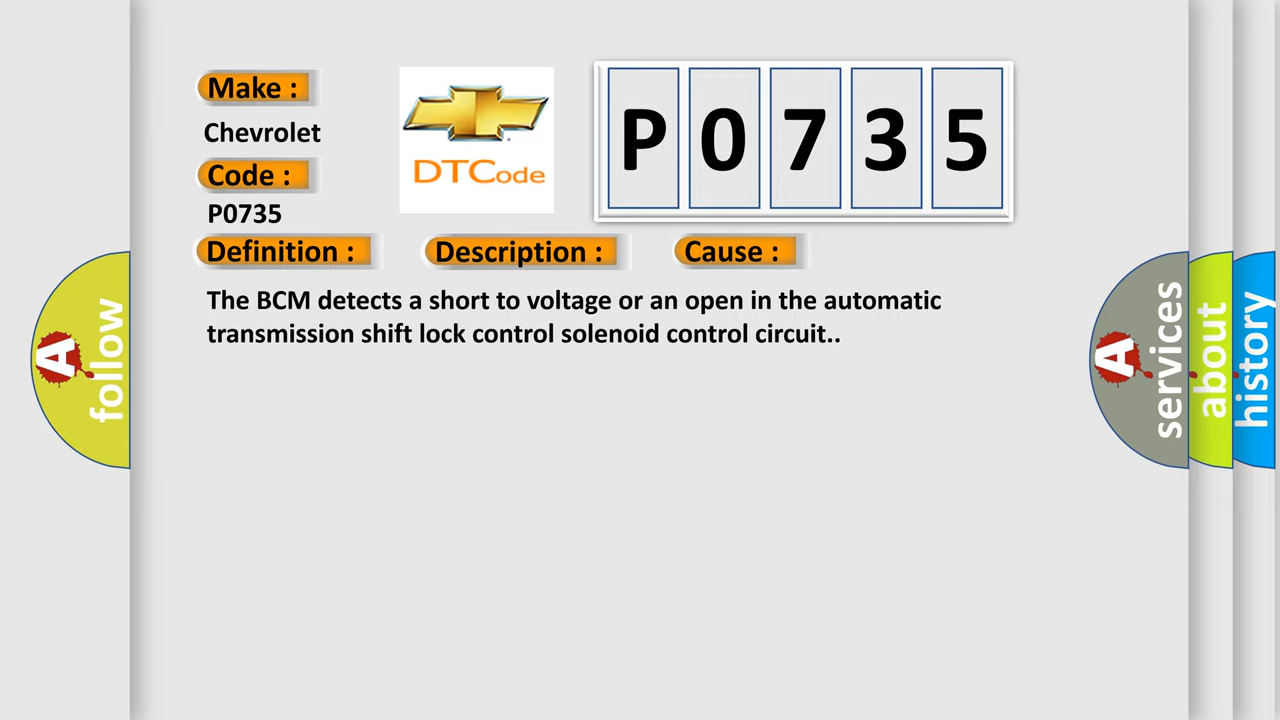 Make :
Chevrolet
Code :
P0735
DTCode
P 0 7 3 5
Definition :
Description :
Cause :
The BCM detects a short to voltage or an open in the automatic
transmission shift lock control solenoid control circuit..
A follow
A services
about
history